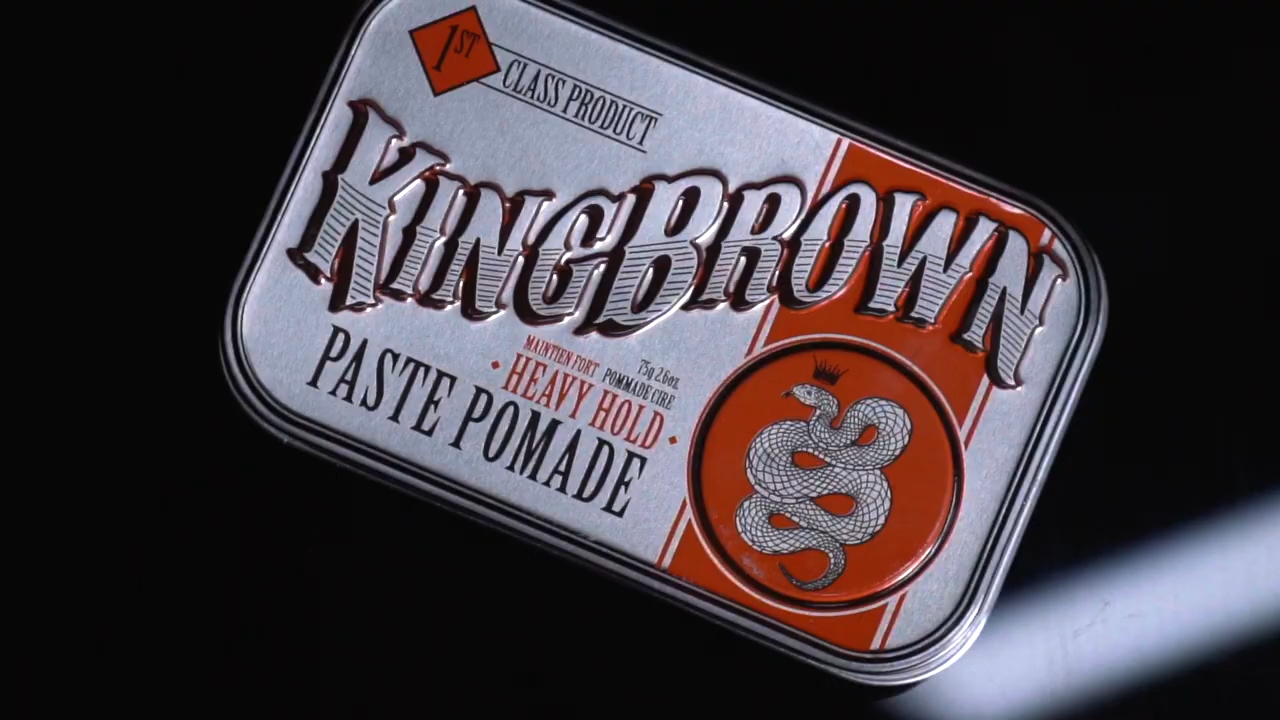 1ST
CLASS PRODUCT
KINGBROWN
MAINTIEN FORT
75g 2.6oz.
POMMADE CIRE
HEAVY HOLD
PASTE POMADE